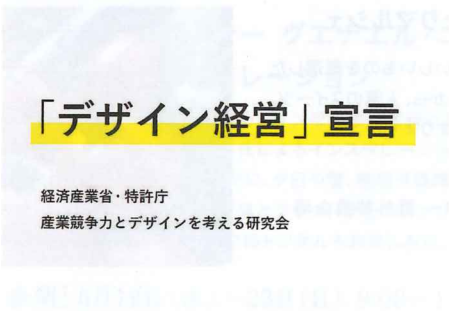 「デザイン経営」宣言
経済産業省・特許庁
産業競争力とデザインを考える研究会